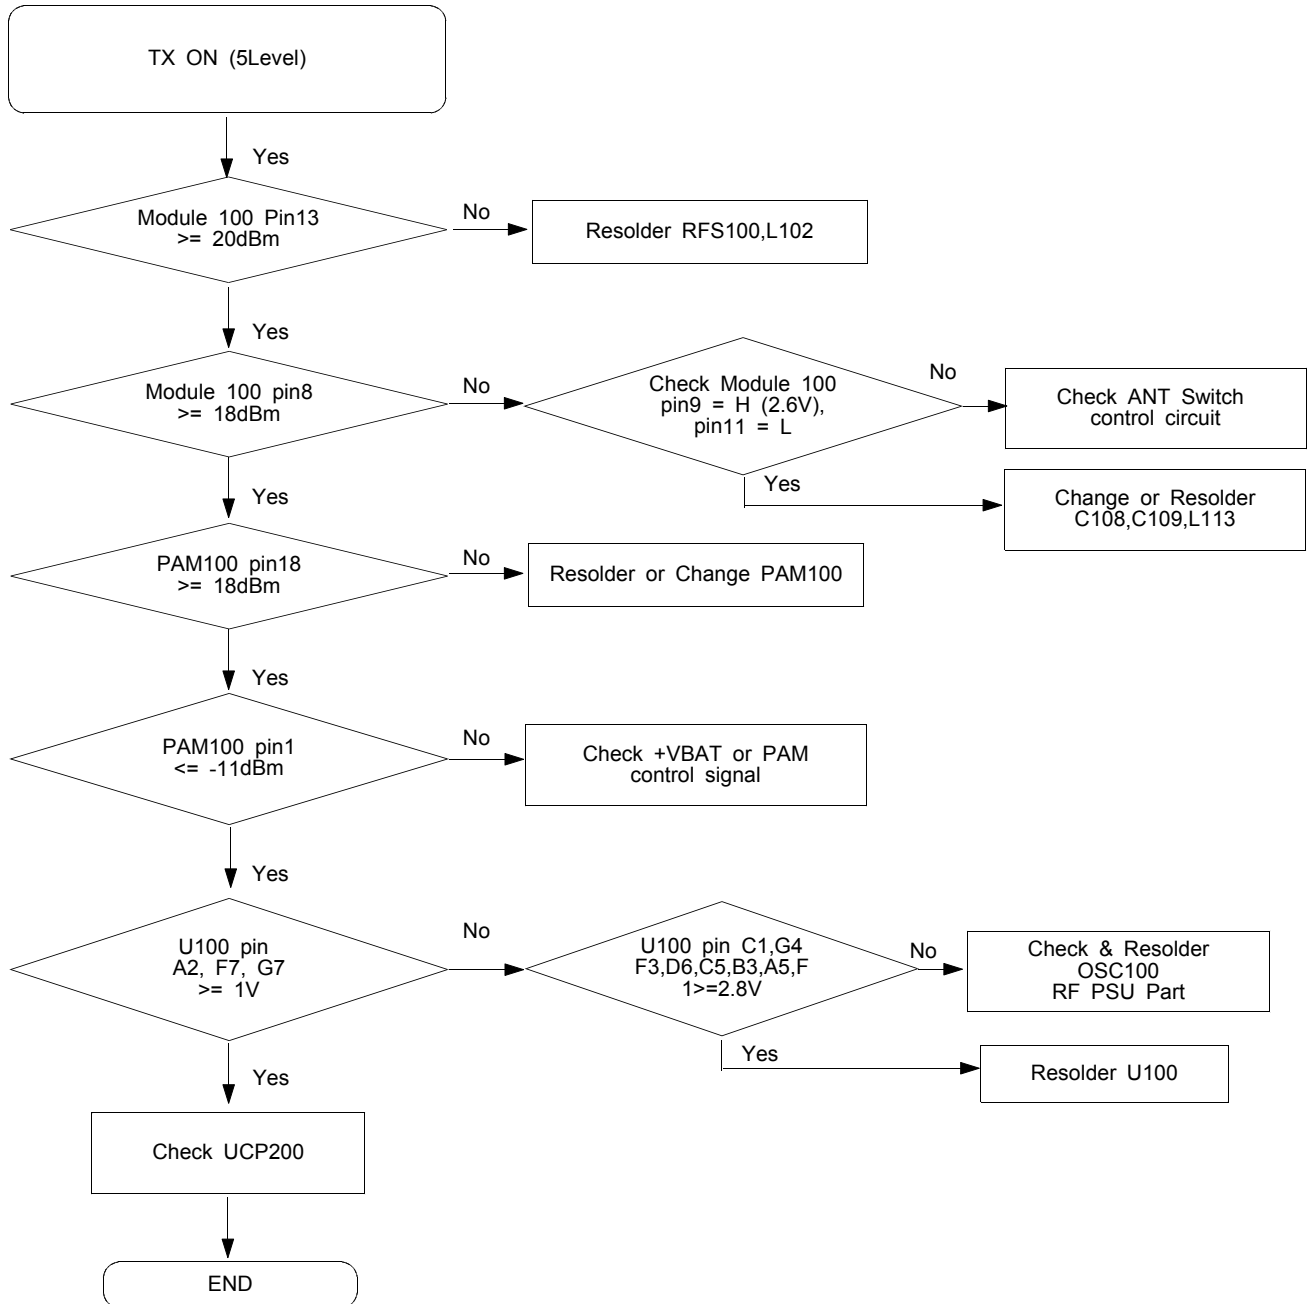 TX ON (5Level)
Yes
Module 100 Pin13
>= 20dBm
No
Resolder RFS100,L102
Yes
Module 100 pin8
>= 18dBm
No
Check Module 100
pin9 = H (2.6V),
pin11 = L
No
Check ANT Switch
control circuit
Yes
Change or Resolder
C108,C109,L113
Yes
PAM100 pin18
>= 18dBm
No
Resolder or Change PAM100
Yes
PAM100 pin1
<= -11dBm
No
Check +VBAT or PAM
control signal
Yes
U100 pin
A2, F7, G7
>= 1V
No
U100 pin C1,G4
F3,D6,C5,B3,A5,F
1>=2.8V
No
Check & Resolder
OSC100
RF PSU Part
Yes
Resolder U100
Yes
Check UCP200
END